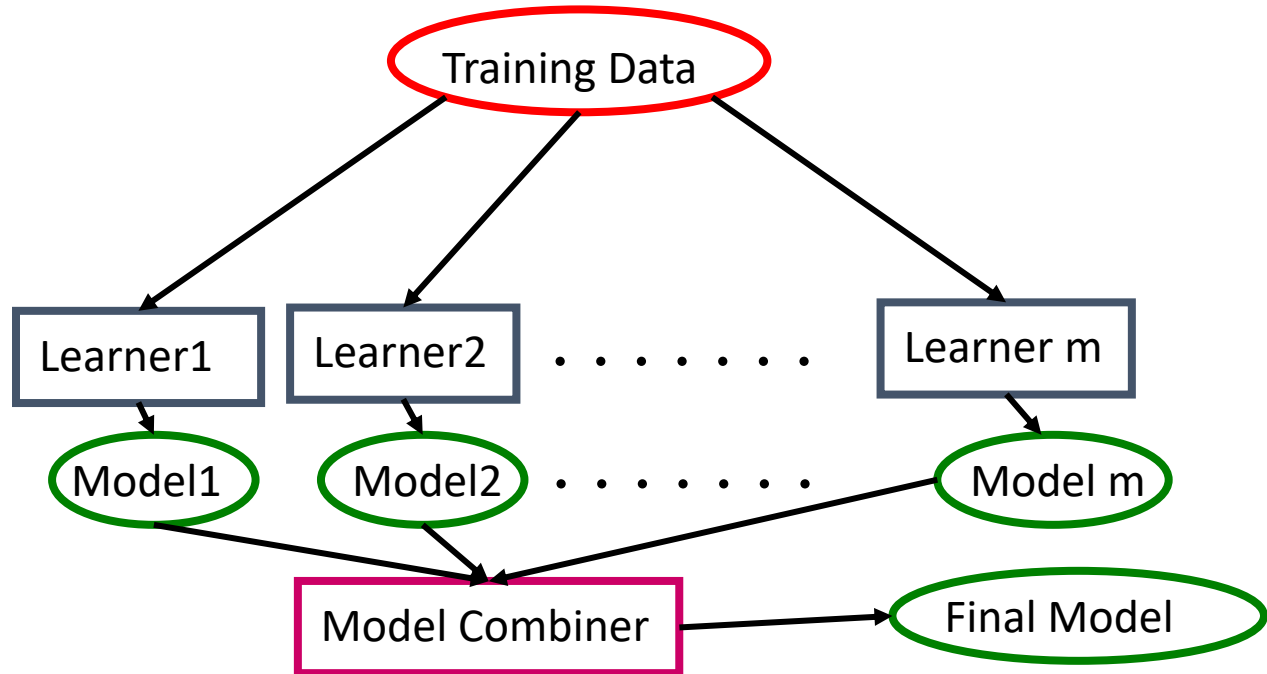 Training Data
Learner1
Learner2
. . . . . . .
Learner m
Model1
Model2
. . . . . . .
Model m
Model Combiner
Final Model